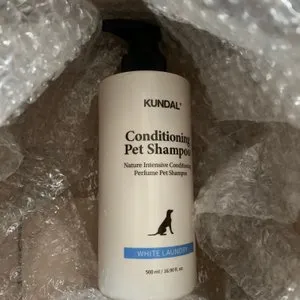 KUNDAL
Conditioning
Pet Shampoo
Nature Intensive Conditioning
Perfume Pet Shampoo
WHITE LAUNDRY
500 ml / 16.90 fl. oz